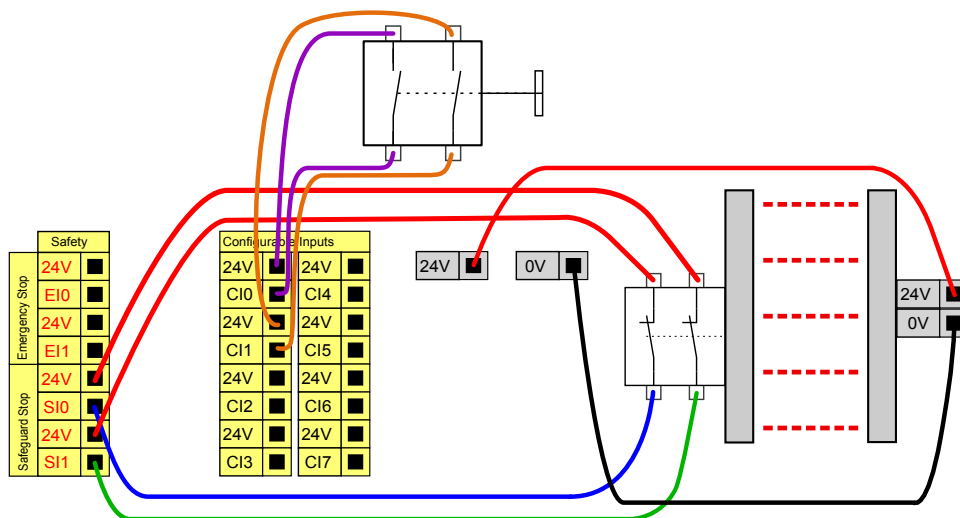 Safety
Emergency Stop
24V
EI0
24V
EI1
Safeguard Stop
24V
SI0
24V
SI1
Configurable Inputs
24V 24V
CI0 CI4
24V 24V
CI1 CI5
24V 24V
CI2 CI6
24V 24V
CI3 CI7
24V
0V
24V
0V